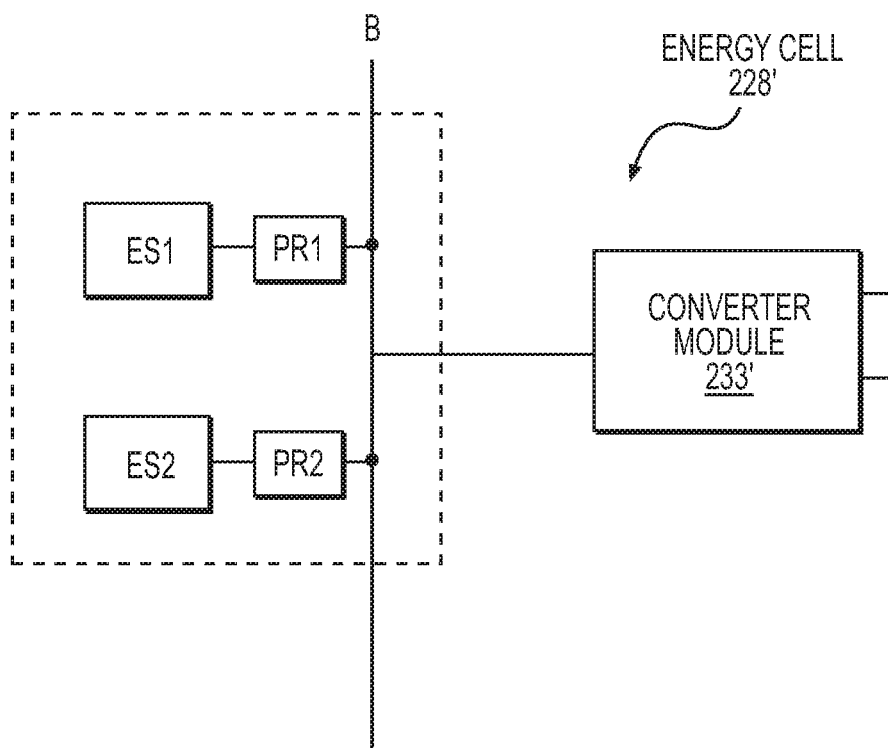 B
ENERGY CELL
228'
ES1
PR1
CONVERTER
MODULE
233'
ES2
PR2